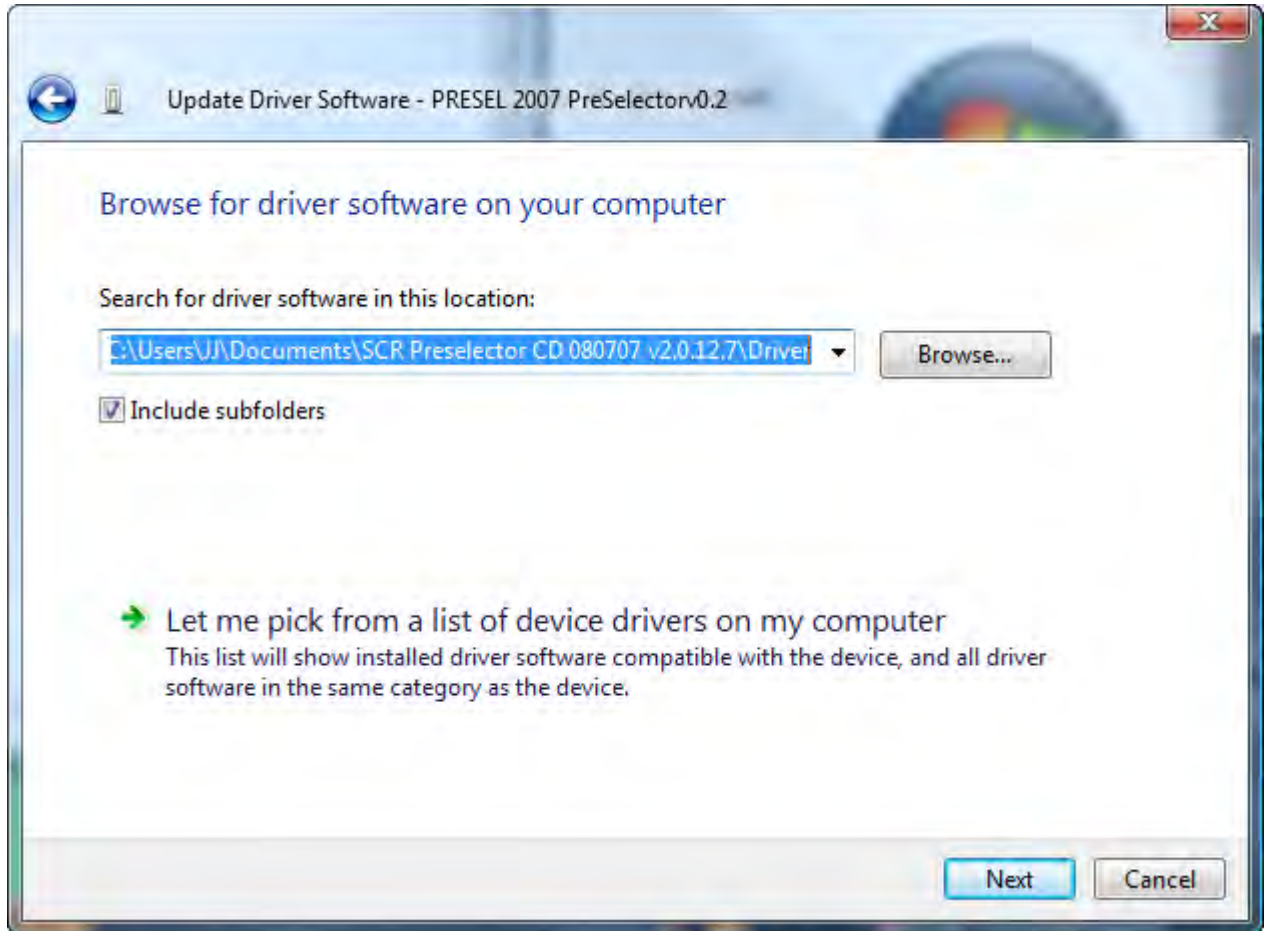 Update Driver Software - PRESEL 2007 PreSelectorv0.2
Browse for driver software on your computer
Search for driver software in this location:
C:\Users\JJ\Documents\SCR Preselector CD 080707 v2.0.12.7\Driver
Browse...
Include subfolders
Let me pick from a list of device drivers on my computer
This list will show installed driver software compatible with the device, and all driver
software in the same category as the device.
Next
Cancel